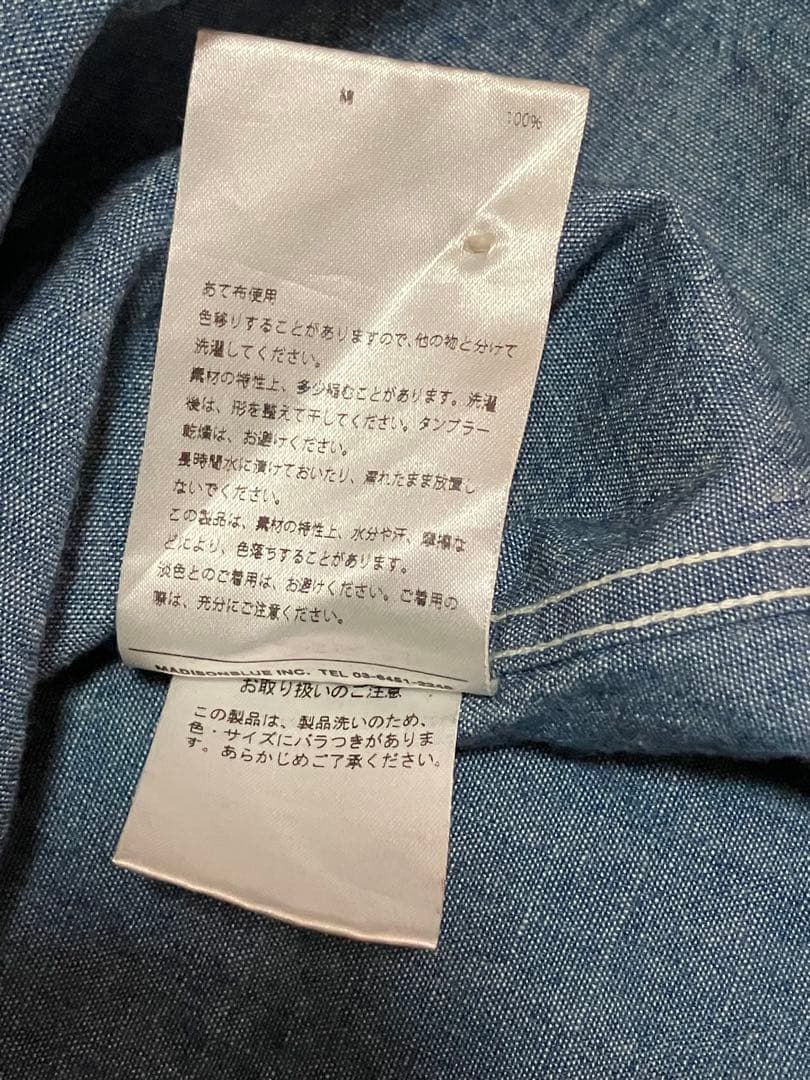 綿 100%
あて布使用
色移りすることがありますので、他の物と分けて
洗濯してください。
素材の特性上、多少縮むことがあります。洗濯
後は、形を整えて干してください。タンブラー
乾燥は、お避けください。
長時間水に漬けておいたり、濡れたまま放置し
ないでください。
この製品は、素材の特性上、水分や汗、摩擦な
どにより、色落ちすることがあります。
淡色とのご着用は、お避けください。ご着用の
際は、充分にご注意ください。
MADISONBLUE INC. TEL 03-6451-
お取り扱いのご注意
この製品は、製品洗いのため、
色・サイズにバラつきがありま
す。あらかじめご了承ください。